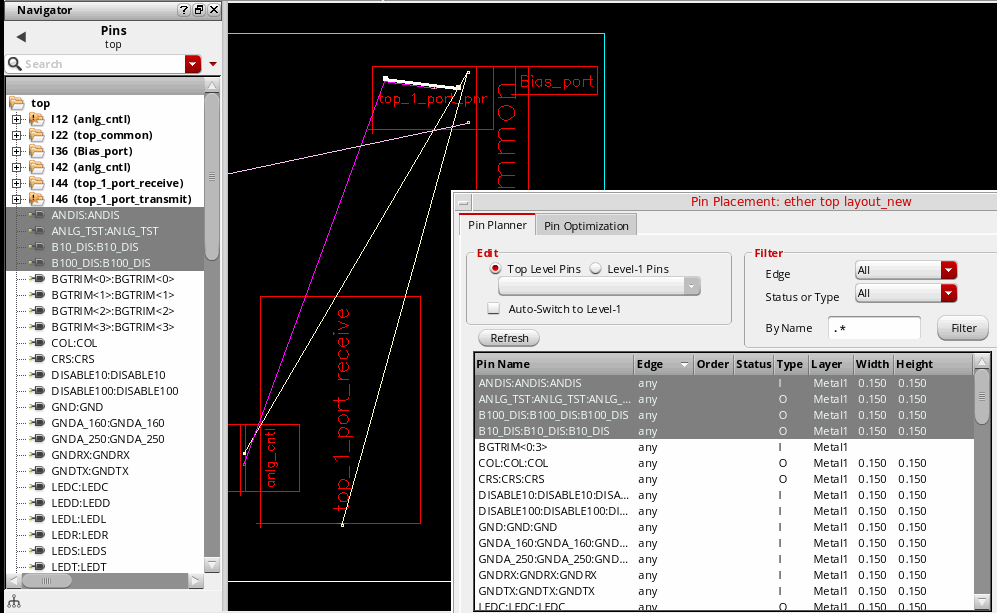 Navigator
Pins
top
Search
top
I12 (anlg_cntl)
I22 (top_common)
I36 (Bias_port)
I42 (anlg_cntl)
I44 (top_1_port_receive)
I46 (top_1_port_transmit)
ANDIS:ANDIS
ANLG_TST:ANLG_TST
B10_DIS:B10_DIS
B100_DIS:B100_DIS
BGTRIM<0>:BGTRIM<0>
BGTRIM<1>:BGTRIM<1>
BGTRIM<2>:BGTRIM<2>
BGTRIM<3>:BGTRIM<3>
COL:COL
CRS:CRS
DISABLE10:DISABLE10
DISABLE100:DISABLE100
GND:GND
GNDA_160:GNDA_160
GNDA_250:GNDA_250
GNDRX:GNDRX
GNDTX:GNDTX
LEDC:LEDC
LEDD:LEDD
LEDL:LEDL
LEDR:LEDR
LEDS:LEDS
LEDT:LEDT
top_1_port_pnr
Bias_port
mmon
top_1_port_receive
anlg_cntl
Pin Placement: ether top layout_new
Pin Planner
Pin Optimization
Edit
Top Level Pins
Level-1 Pins
Auto-Switch to Level-1
Filter
Edge
All
Status or Type
All
By Name
.*
Filter
Refresh
Pin Name Edge Order Status Type Layer Width Height
ANDIS:ANDIS:ANDIS any I Metal1 0.150 0.150
ANLG_TST:ANLG_TST:ANLG_... any O Metal1 0.150 0.150
B100_DIS:B100_DIS:B100_DIS any O Metal1 0.150 0.150
B10_DIS:B10_DIS:B10_DIS any O Metal1 0.150 0.150
BGTRIM<0:3> any I Metal1
COL:COL:COL any O Metal1 0.150 0.150
CRS:CRS:CRS any O Metal1 0.150 0.150
DISABLE10:DISABLE10:DISA... any I Metal1 0.150 0.150
DISABLE100:DISABLE100:DI... any I Metal1 0.150 0.150
GND:GND:GND any I Metal1 0.150 0.150
GNDA_160:GNDA_160:GND... any I Metal1 0.150 0.150
GNDA_250:GNDA_250:GND... any I Metal1 0.150 0.150
GNDRX:GNDRX:GNDRX any I Metal1 0.150 0.150
GNDTX:GNDTX:GNDTX any I Metal1 0.150 0.150
LEDC:LEDC:LEDC any O Metal1 0.150 0.150